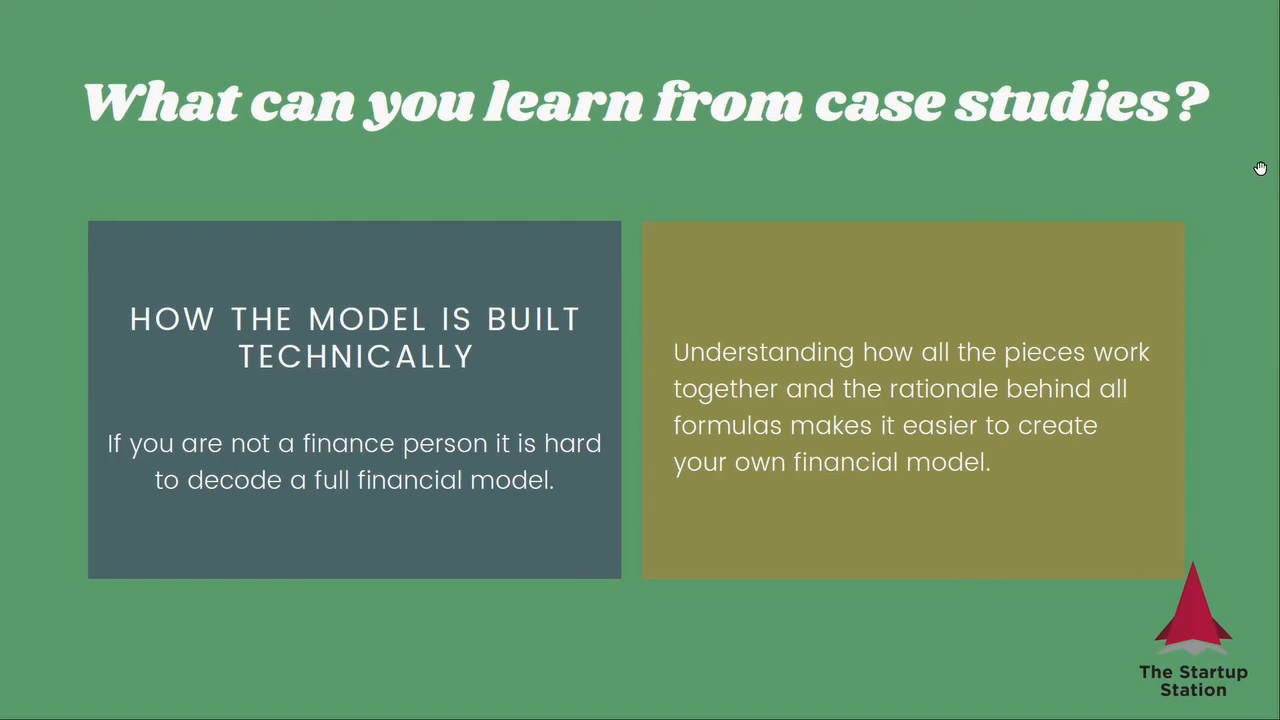 What can you learn from case studies?
HOW THE MODEL IS BUILT
TECHNICALLY
If you are not a finance person it is hard
to decode a full financial model.
Understanding how all the pieces work
together and the rationale behind all
formulas makes it easier to create
your own financial model.
The Startup
Station